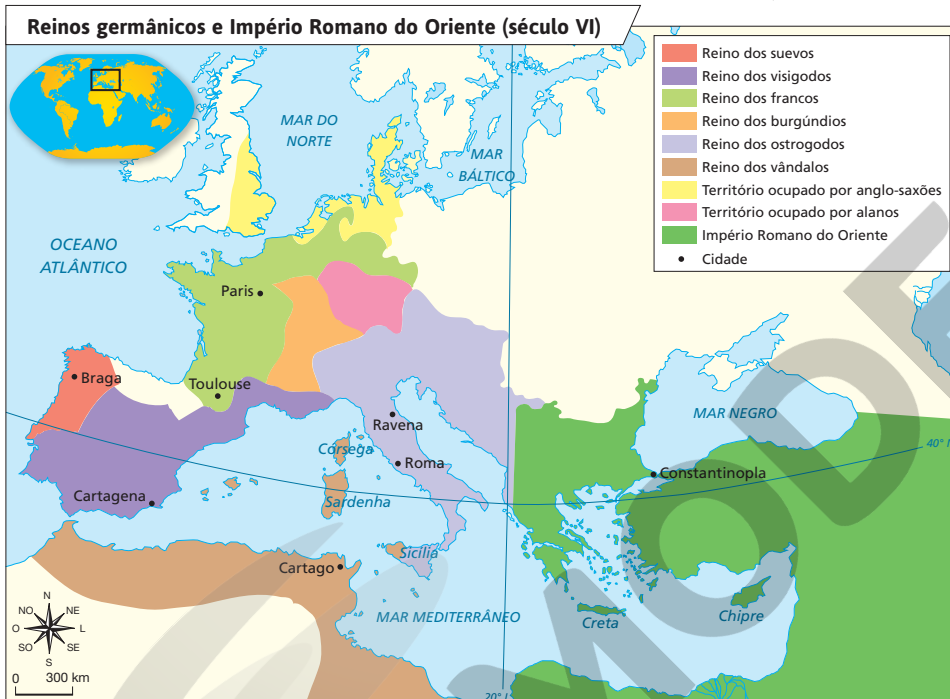 Reinos germânicos e Império Romano do Oriente (século VI)
Reino dos suevos
Reino dos visigodos
Reino dos francos
Reino dos burgúndios
Reino dos ostrogodos
Reino dos vândalos
Território ocupado por anglo-saxões
Território ocupado por alanos
Império Romano do Oriente
Cidade
MAR DO
NORTE
MAR
BÁLTICO
OCEANO
ATLÂNTICO
Paris
Braga
Toulouse
Ravena
MAR NEGRO
40° N
Córsega
Roma
Constantinopla
Cartagena
Sardenha
Sicília
Cartago
MAR MEDITERRÂNEO
Creta
Chipre
N
NO
NE
O
L
SO
SE
S
0 300 km
20° L